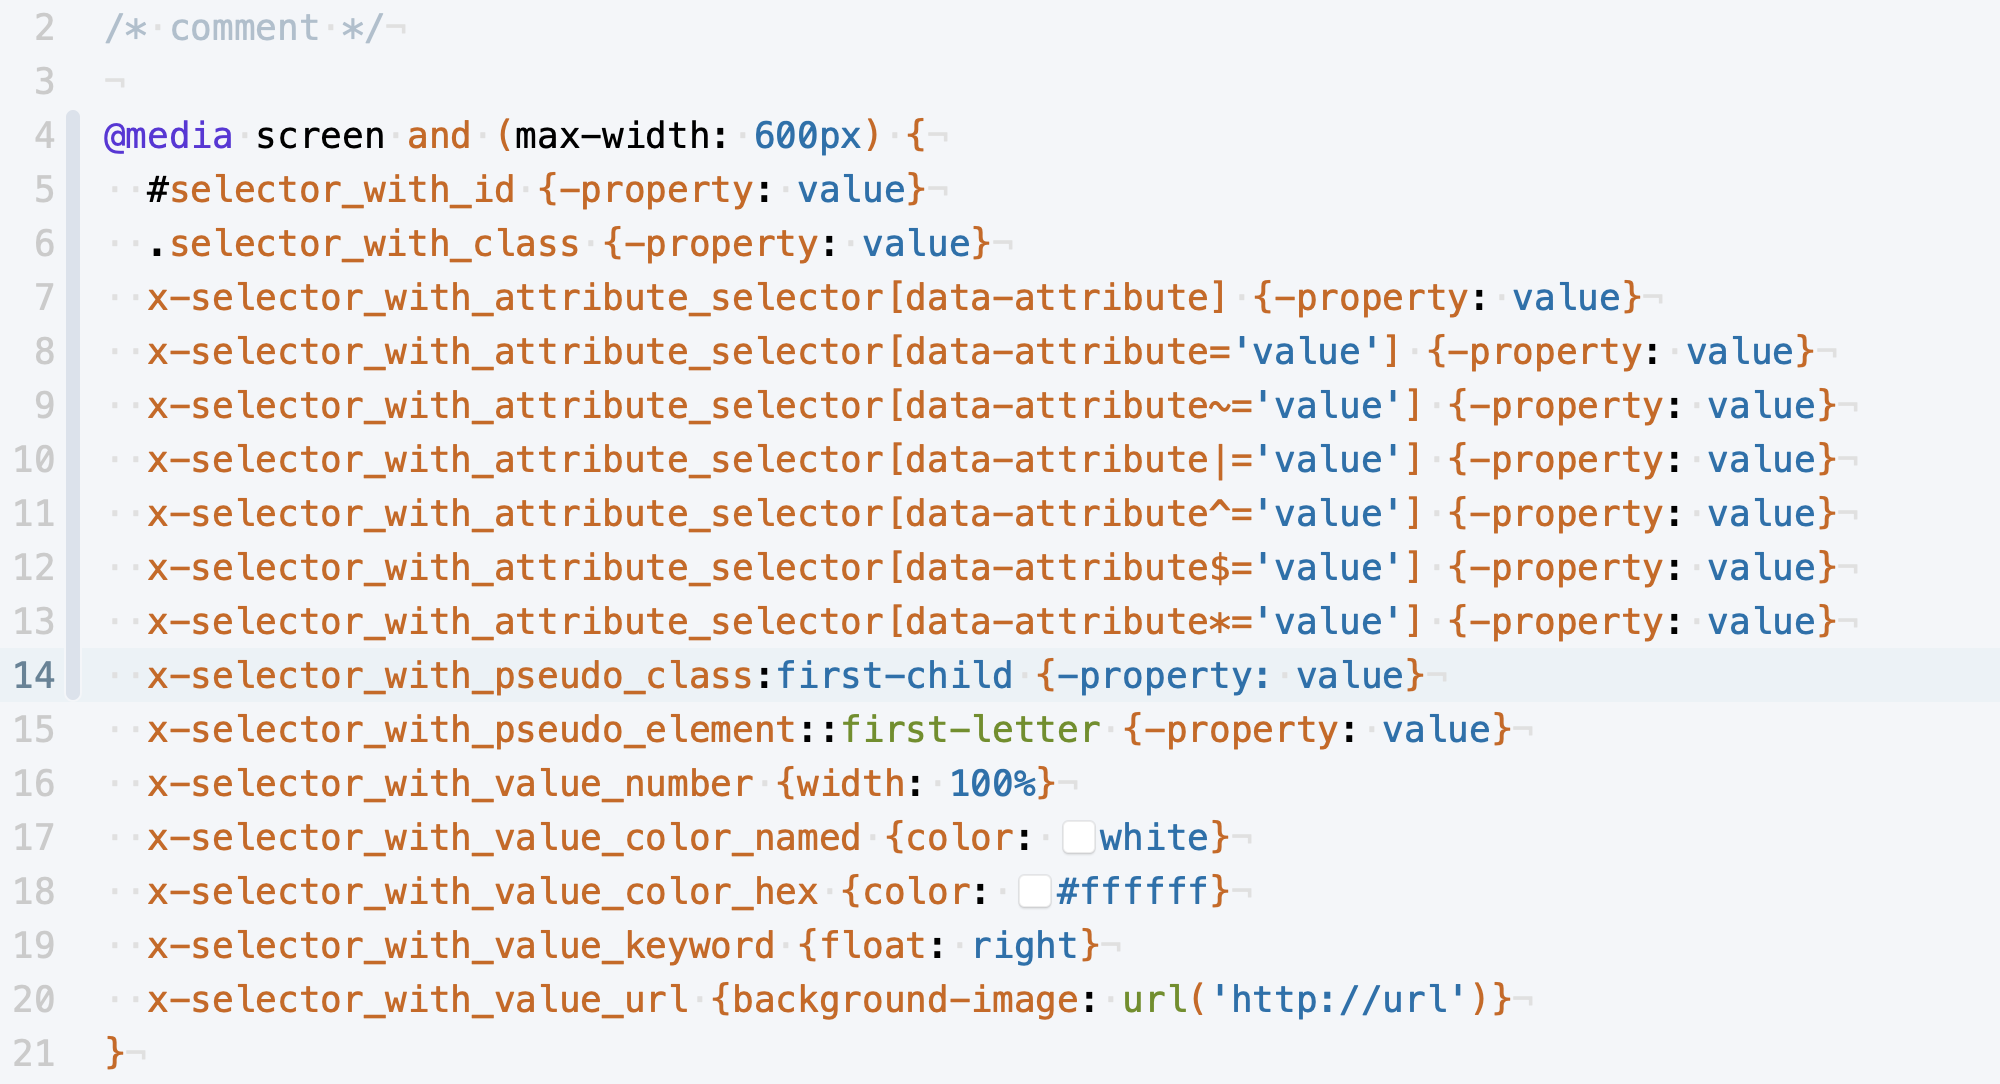 2 /* comment */¬
3 ¬
4 @media screen and (max-width: 600px) {¬
5 ··#selector_with_id {-property: value}¬
6 ··.selector_with_class {-property: value}¬
7 ··x-selector_with_attribute_selector[data-attribute] {-property: value}¬
8 ··x-selector_with_attribute_selector[data-attribute='value'] {-property: value}¬
9 ··x-selector_with_attribute_selector[data-attribute~='value'] {-property: value}¬
10 ··x-selector_with_attribute_selector[data-attribute|='value'] {-property: value}¬
11 ··x-selector_with_attribute_selector[data-attribute^='value'] {-property: value}¬
12 ··x-selector_with_attribute_selector[data-attribute$='value'] {-property: value}¬
13 ··x-selector_with_attribute_selector[data-attribute*='value'] {-property: value}¬
14 ··x-selector_with_pseudo_class:first-child {-property: value}¬
15 ··x-selector_with_pseudo_element::first-letter {-property: value}¬
16 ··x-selector_with_value_number {width: 100%}¬
17 ··x-selector_with_value_color_named {color: white}¬
18 ··x-selector_with_value_color_hex {color: #ffffff}¬
19 ··x-selector_with_value_keyword {float: right}¬
20 ··x-selector_with_value_url {background-image: url('http://url')}¬
21 }¬